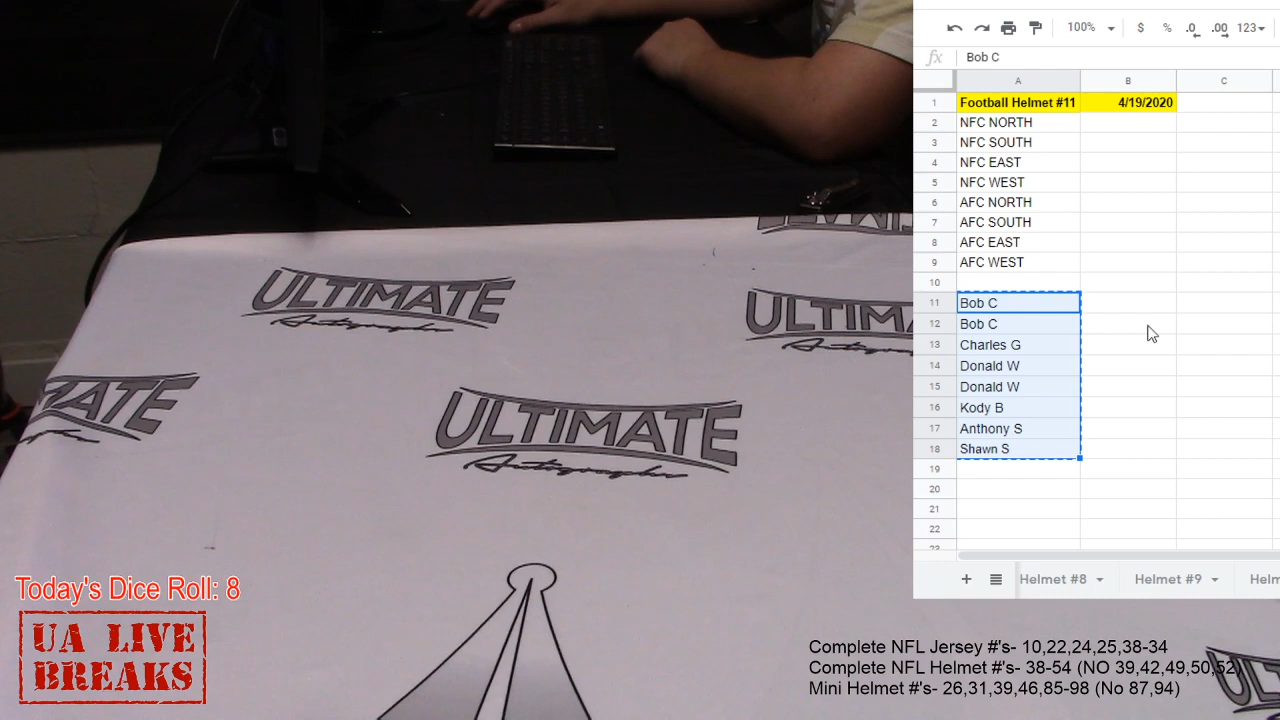 100%
$ % .0 .00 123
fx Bob C
A B C
1 Football Helmet #11 4/19/2020
2 NFC NORTH
3 NFC SOUTH
4 NFC EAST
5 NFC WEST
6 AFC NORTH
7 AFC SOUTH
8 AFC EAST
9 AFC WEST
10
11 Bob C
12 Bob C
13 Charles G
14 Donald W
15 Donald W
16 Kody B
17 Anthony S
18 Shawn S
19
20
21
22
23
+ Helmet #8 Helmet #9 Helm
ULTIMATE
Autographs
ULTIM
ULTIMATE
Autographs
Today's Dice Roll: 8
UA LIVE
BREAKS
Complete NFL Jersey #'s- 10,22,24,25,38-34
Complete NFL Helmet #'s- 38-54 (NO 39,42,49,50,52)
Mini Helmet #'s- 26,31,39,46,85-98 (No 87,94)